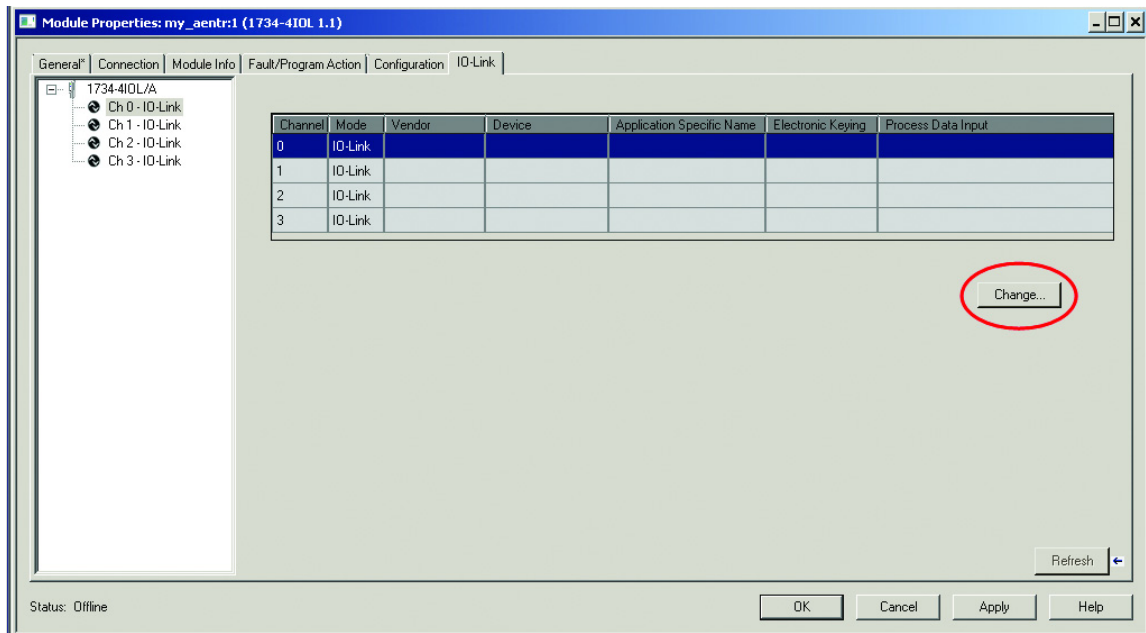 Module Properties: my_aentr:1 (1734-4IOL 1.1)
General* Connection Module Info Fault/Program Action Configuration IO-Link
1734-4IOL/A
Ch 0 - IO-Link
Ch 1 - IO-Link
Ch 2 - IO-Link
Ch 3 - IO-Link
Channel Mode Vendor Device Application Specific Name Electronic Keying Process Data Input
0 IO-Link
1 IO-Link
2 IO-Link
3 IO-Link
Change...
Refresh
Status: Offline
OK Cancel Apply Help